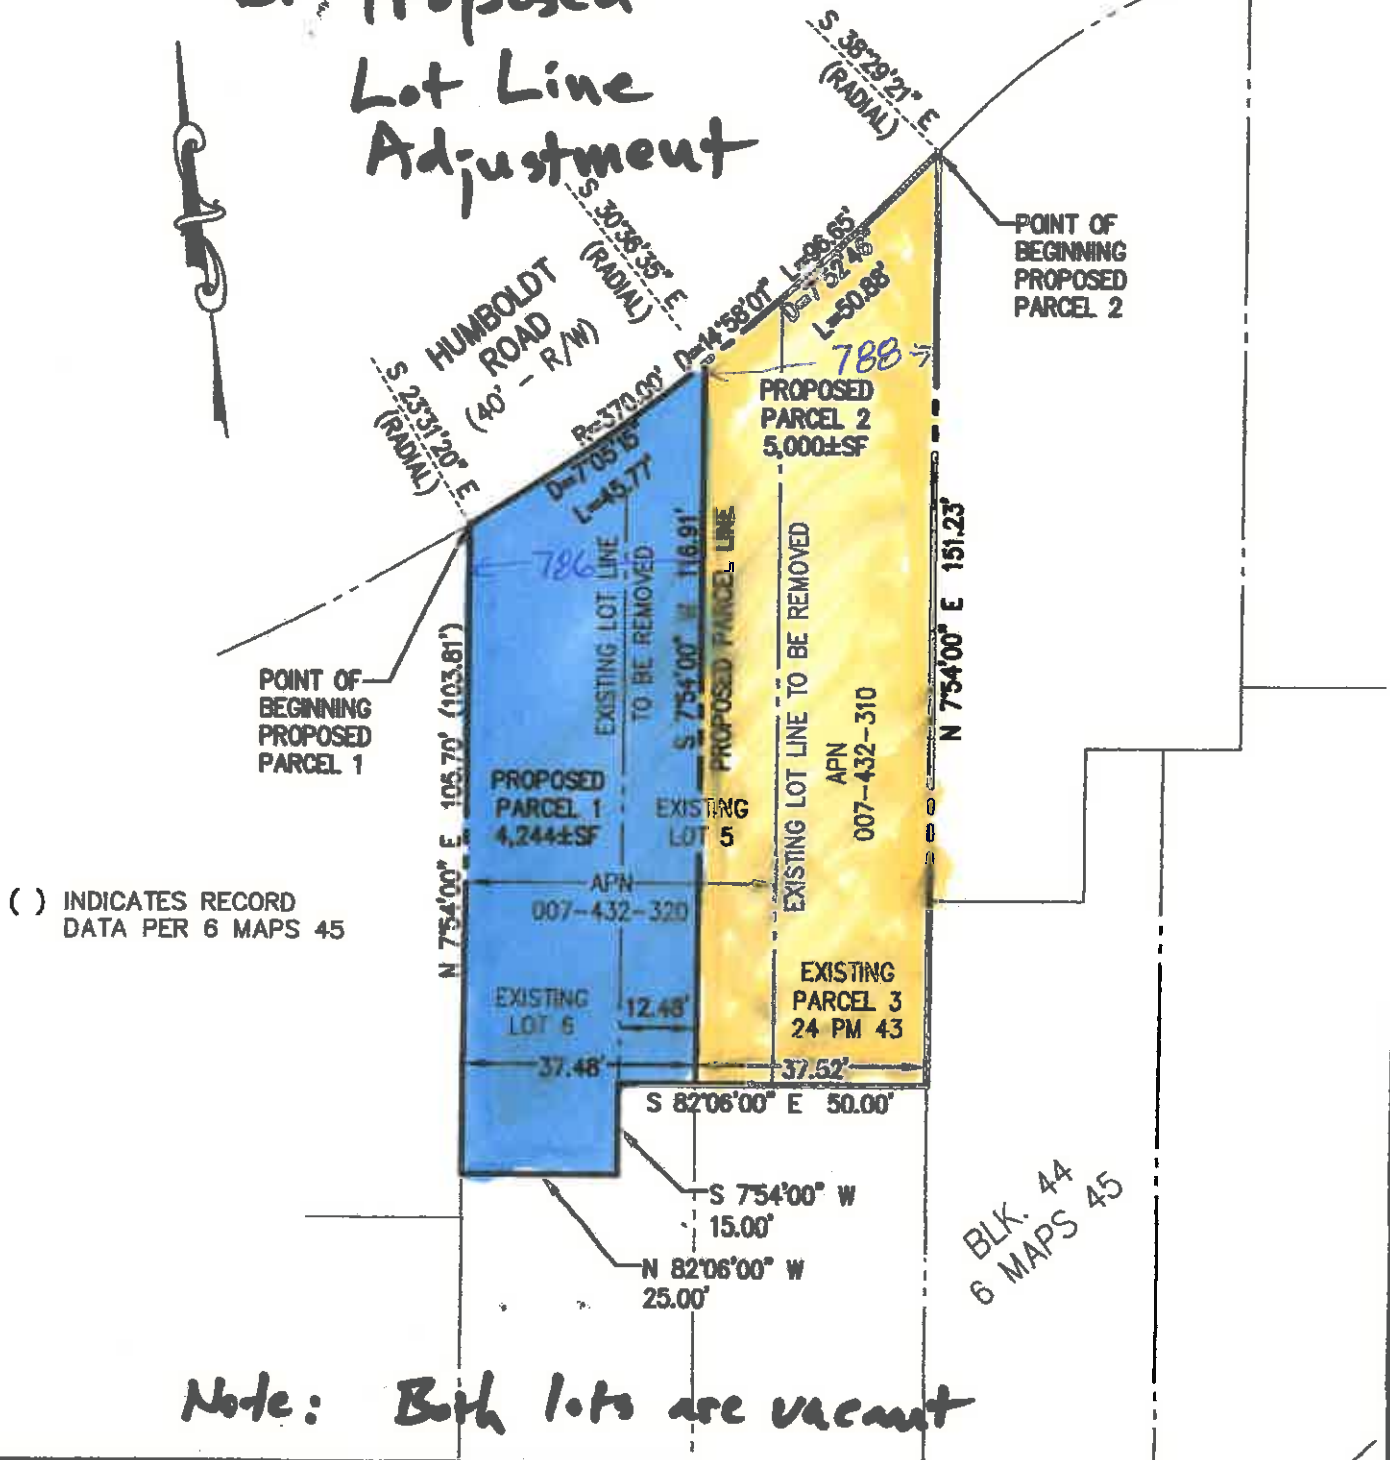 Proposed
Lot Line
Adjustment
S 38°29'21" E
(RADIAL)
S 30°36'35" E
(RADIAL)
HUMBOLDT
ROAD
(40' - R/W)
S 23°31'20" E
(RADIAL)
POINT OF
BEGINNING
PROPOSED
PARCEL 2
L=96.65'
D=14°58'01"
R=370.00'
D=7°52'46"
L=50.88'
788
PROPOSED
PARCEL 2
5,000±SF
D=7°05'15"
L=45.77'
786
EXISTING LOT LINE
TO BE REMOVED
S 7°54'00" W 116.91'
PROPOSED PARCEL LINE
EXISTING LOT LINE TO BE REMOVED
APN
007-432-310
N 7°54'00" E 151.23'
POINT OF
BEGINNING
PROPOSED
PARCEL 1
N 7°54'00" E 105.70' (103.81')
PROPOSED
PARCEL 1
4,244±SF
EXISTING
LOT 5
APN
007-432-320
( ) INDICATES RECORD
DATA PER 6 MAPS 45
EXISTING
LOT 6
12.48'
EXISTING
PARCEL 3
24 PM 43
37.48'
37.52'
S 82°06'00" E 50.00'
S 7°54'00" W
15.00'
N 82°06'00" W
25.00'
BLK. 44
6 MAPS 45
Note: Both lots are vacant